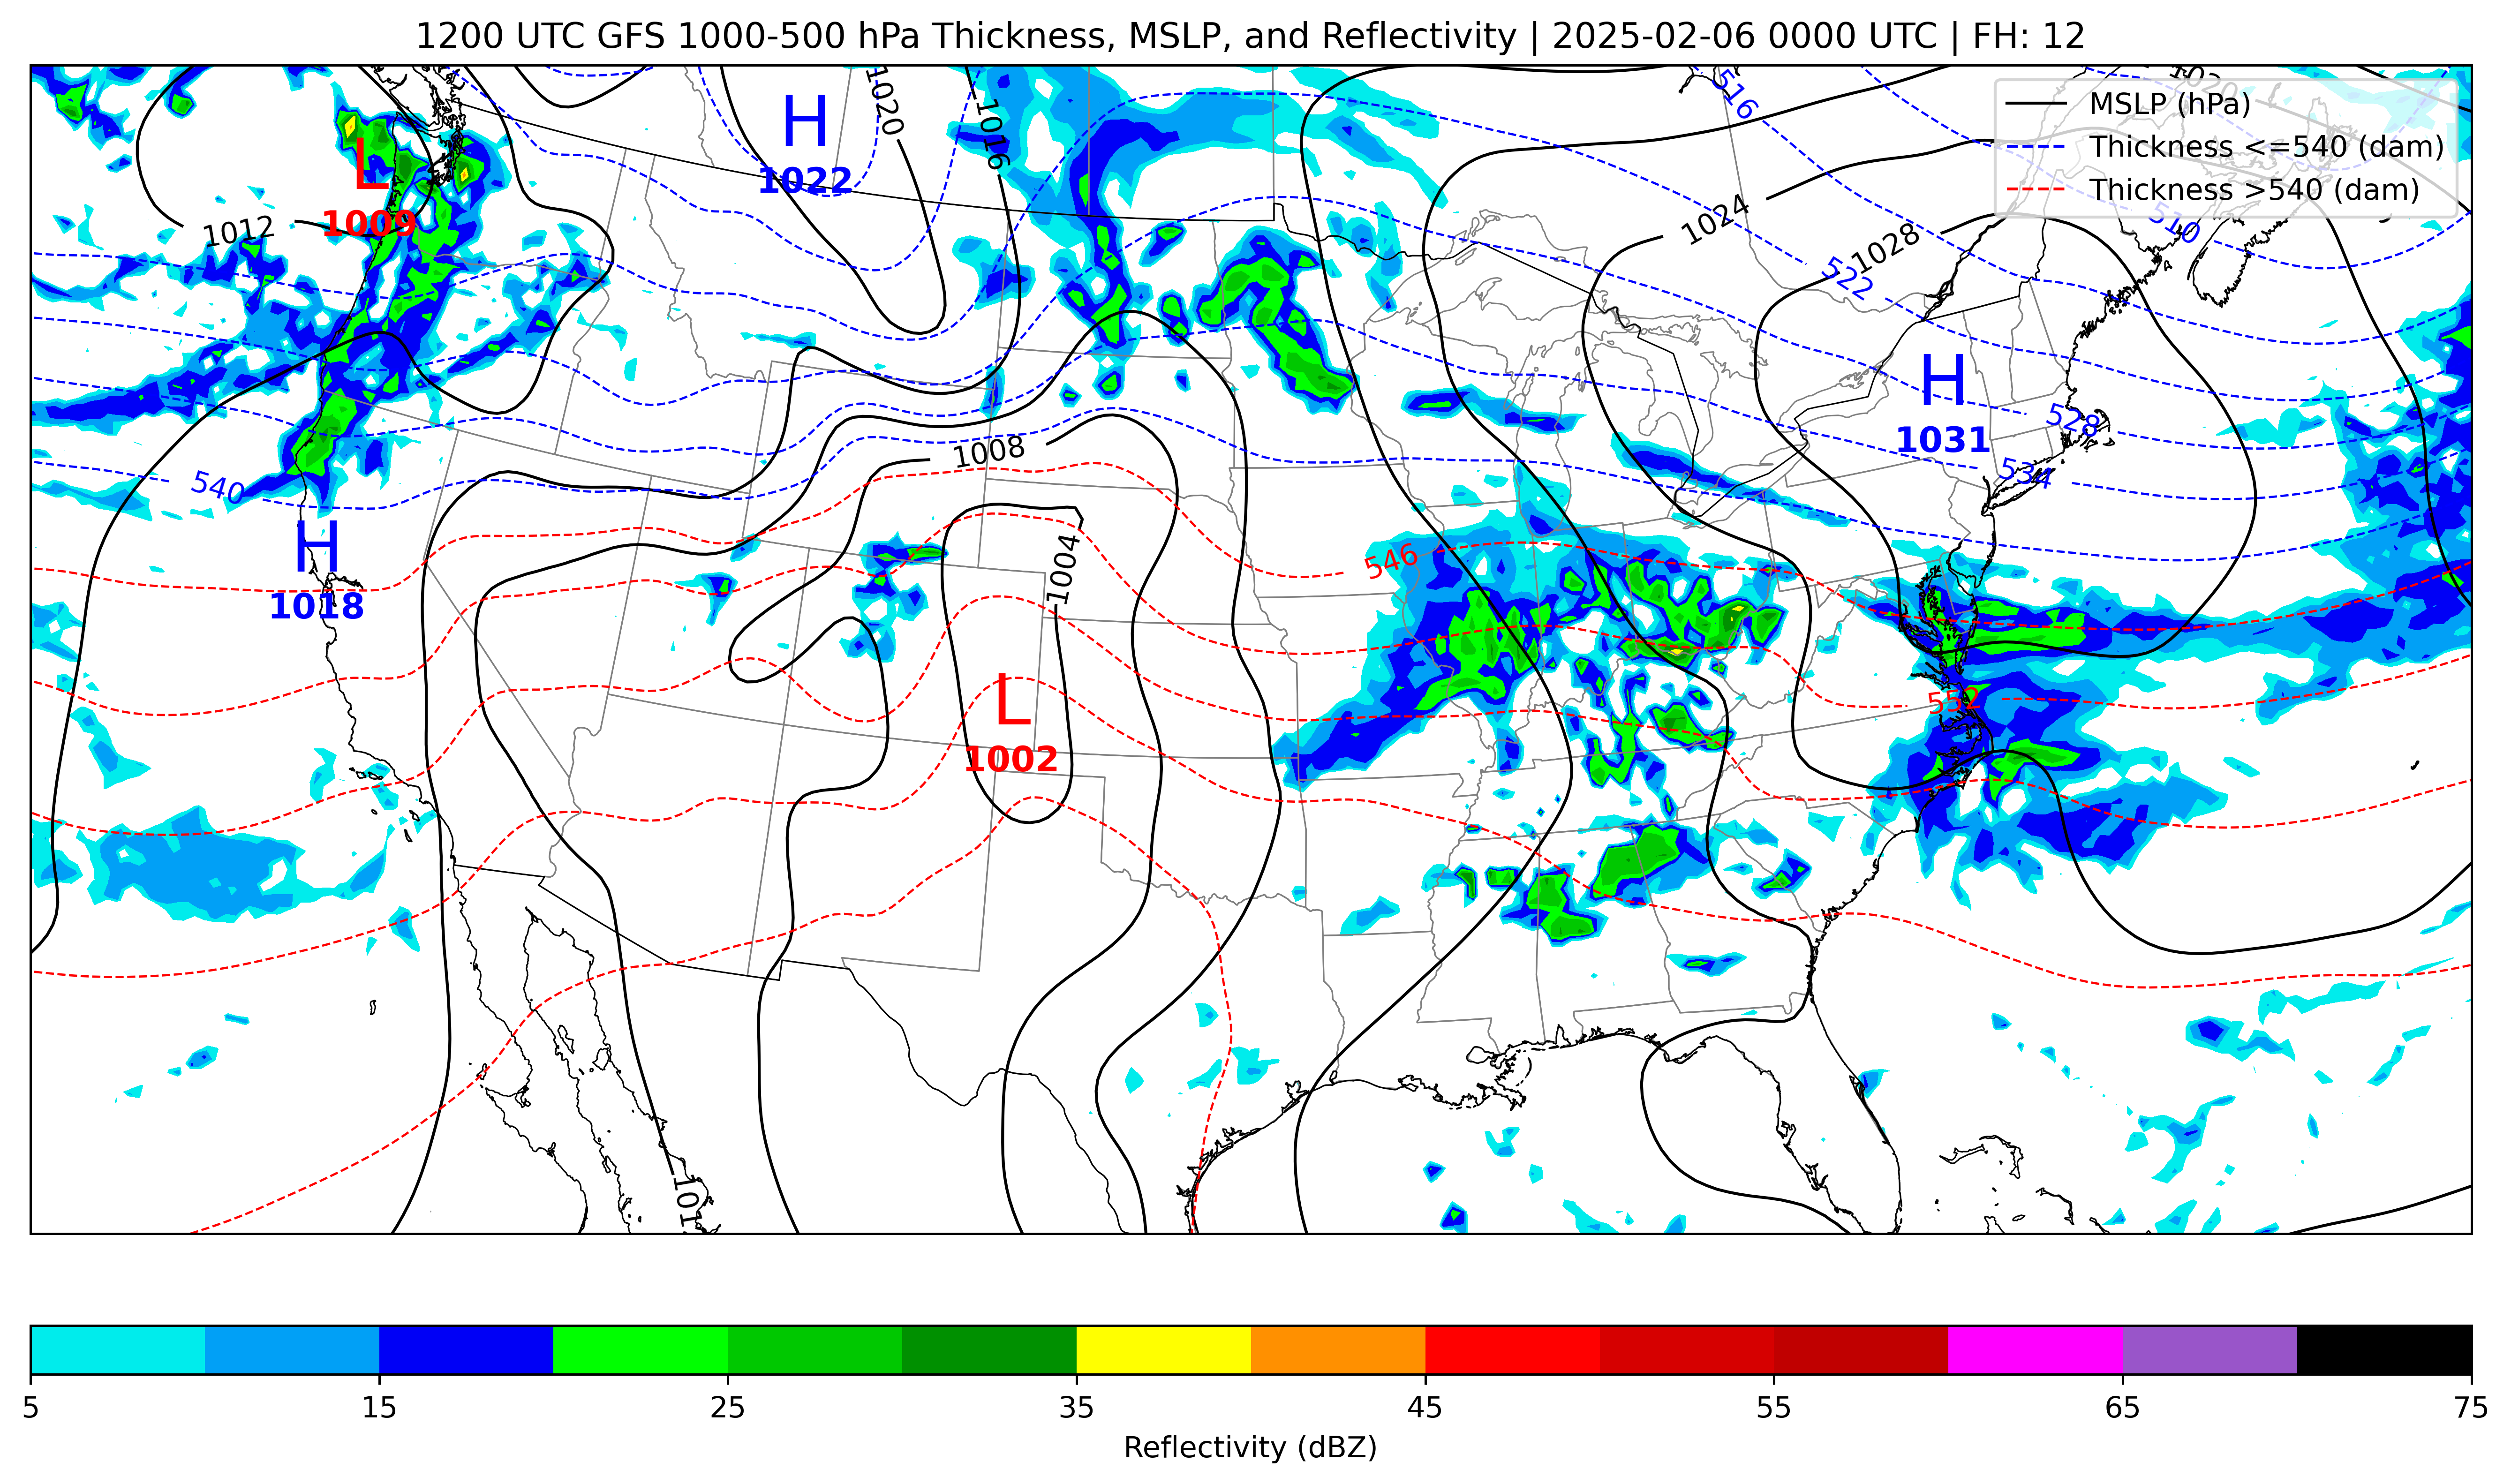 1200 UTC GFS 1000-500 hPa Thickness, MSLP, and Reflectivity | 2025-02-06 0000 UTC | FH: 12
MSLP (hPa)
Thickness <=540 (dam)
Thickness >540 (dam)
1020
516
H
1022
1020
1016
L
1009
1012
1024
1028
510
522
H
1031
528
534
1008
540
H
1018
1004
546
552
L
1002
101
5 15 25 35 45 55 65 75
Reflectivity (dBZ)